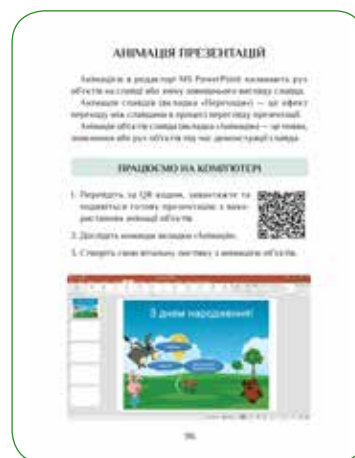 АНІМАЦІЯ ПРЕЗЕНТАЦІЙ
Анімацією в редакторі MS PowerPoint називають рух
об'єктів на слайді або зміну зовнішнього вигляду слайда.
Анімація слайдів (вкладка «Переходи») — це ефект
переходу між слайдами в процесі перегляду презентації.
Анімація об'єктів слайда (вкладка «Анімація») — це поява,
або рух об'єктів під час демонстрації слайда.
ПРАЦЮЄМО НА КОМП'ЮТЕРІ
1. Перейдіть за QR кодом, завантажте та
подивіться готову презентацію з вико-
ристанням анімації об'єктів.
2. Дослідіть команди вкладки «Анімація».
3. Створіть свою вітальну листівку з анімацією об'єктів.
З днем народження!